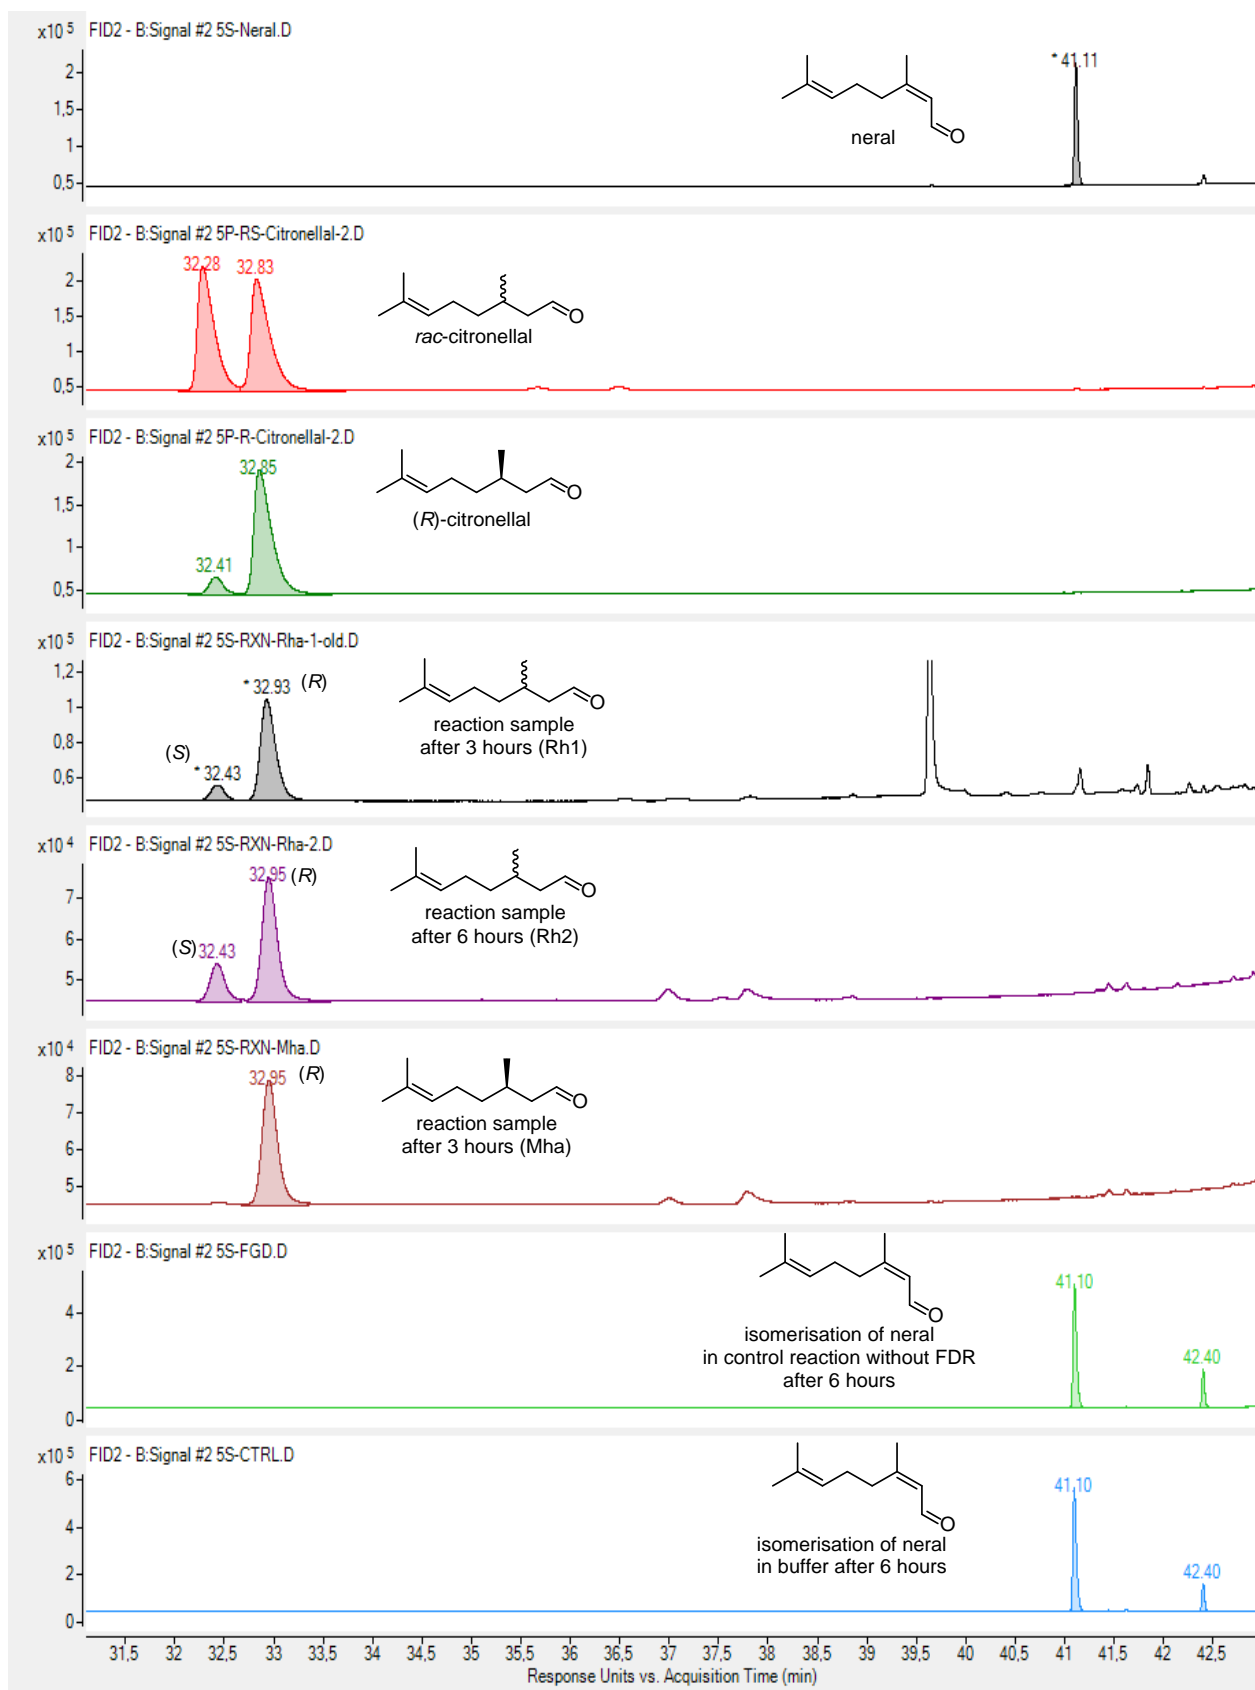 x10 5 FID2 - B:Signal #2 5S-Neral.D
2
1,5
1
0,5
* 41.11
O
neral
x10 5 FID2 - B:Signal #2 5P-RS-Citronellal-2.D
2
1,5
1
0,5
32.28 32.83
O
rac-citronellal
x10 5 FID2 - B:Signal #2 5P-R-Citronellal-2.D
2
1,5
1
0,5
32.41 32.85
O
(R)-citronellal
x10 5 FID2 - B:Signal #2 5S-RXN-Rha-1-old.D
1,2
1
0,8
0,6
* 32.93 (R)
(S)
* 32.43
O
reaction sample
after 3 hours (Rh1)
x10 4 FID2 - B:Signal #2 5S-RXN-Rha-2.D
7
6
5
32.95 (R)
(S) 32.43
O
reaction sample
after 6 hours (Rh2)
x10 4 FID2 - B:Signal #2 5S-RXN-Mha.D
8
7
6
5
32.95 (R)
O
reaction sample
after 3 hours (Mha)
x10 5 FID2 - B:Signal #2 5S-FGD.D
4
2
0
O
isomerisation of neral
in control reaction without FDR
after 6 hours
41.10
42.40
x10 5 FID2 - B:Signal #2 5S-CTRL.D
6
4
2
0
O
isomerisation of neral
in buffer after 6 hours
41.10
42.40
31,5 32 32,5 33 33,5 34 34,5 35 35,5 36 36,5 37 37,5 38 38,5 39 39,5 40 40,5 41 41,5 42 42,5
Response Units vs. Acquisition Time (min)